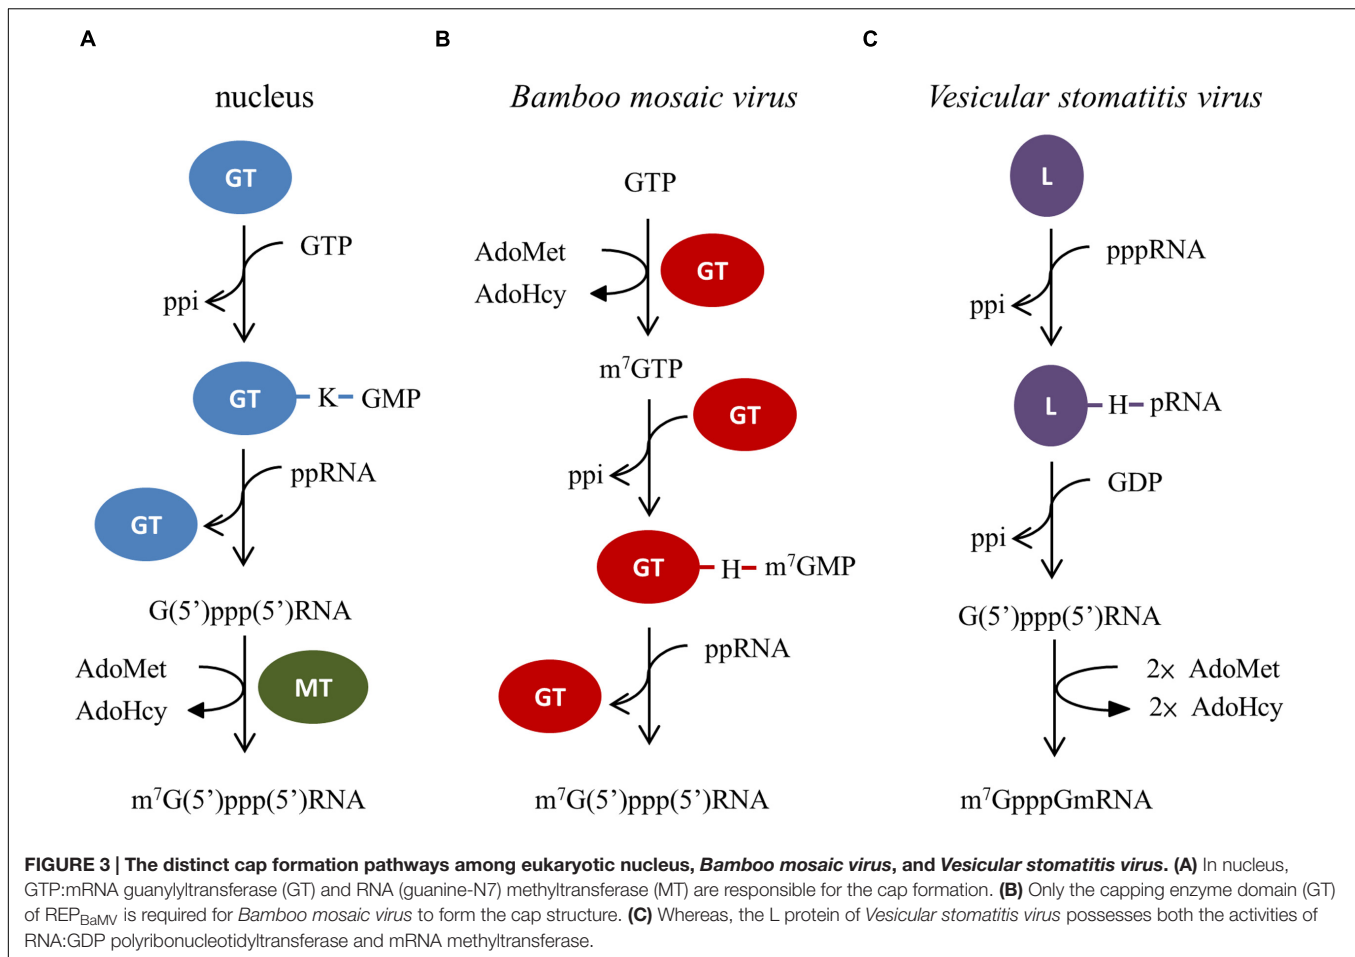 A
nucleus
GT
GTP
ppi
GT K GMP
ppRNA
GT
G(5’)ppp(5’)RNA
AdoMet
MT
AdoHcy
m⁷G(5’)ppp(5’)RNA
B
Bamboo mosaic virus
GTP
AdoMet
GT
AdoHcy
m⁷GTP
GT
ppi
GT H m⁷GMP
ppRNA
GT
m⁷G(5’)ppp(5’)RNA
C
Vesicular stomatitis virus
L
pppRNA
ppi
L H pRNA
GDP
ppi
G(5’)ppp(5’)RNA
2× AdoMet
2× AdoHcy
m⁷GpppGmRNA
FIGURE 3 | The distinct cap formation pathways among eukaryotic nucleus, Bamboo mosaic virus, and Vesicular stomatitis virus. (A) In nucleus,
GTP:mRNA guanylyltransferase (GT) and RNA (guanine-N7) methyltransferase (MT) are responsible for the cap formation. (B) Only the capping enzyme domain (GT)
of REP_BaMV is required for Bamboo mosaic virus to form the cap structure. (C) Whereas, the L protein of Vesicular stomatitis virus possesses both the activities of
RNA:GDP polyribonucleotidyltransferase and mRNA methyltransferase.